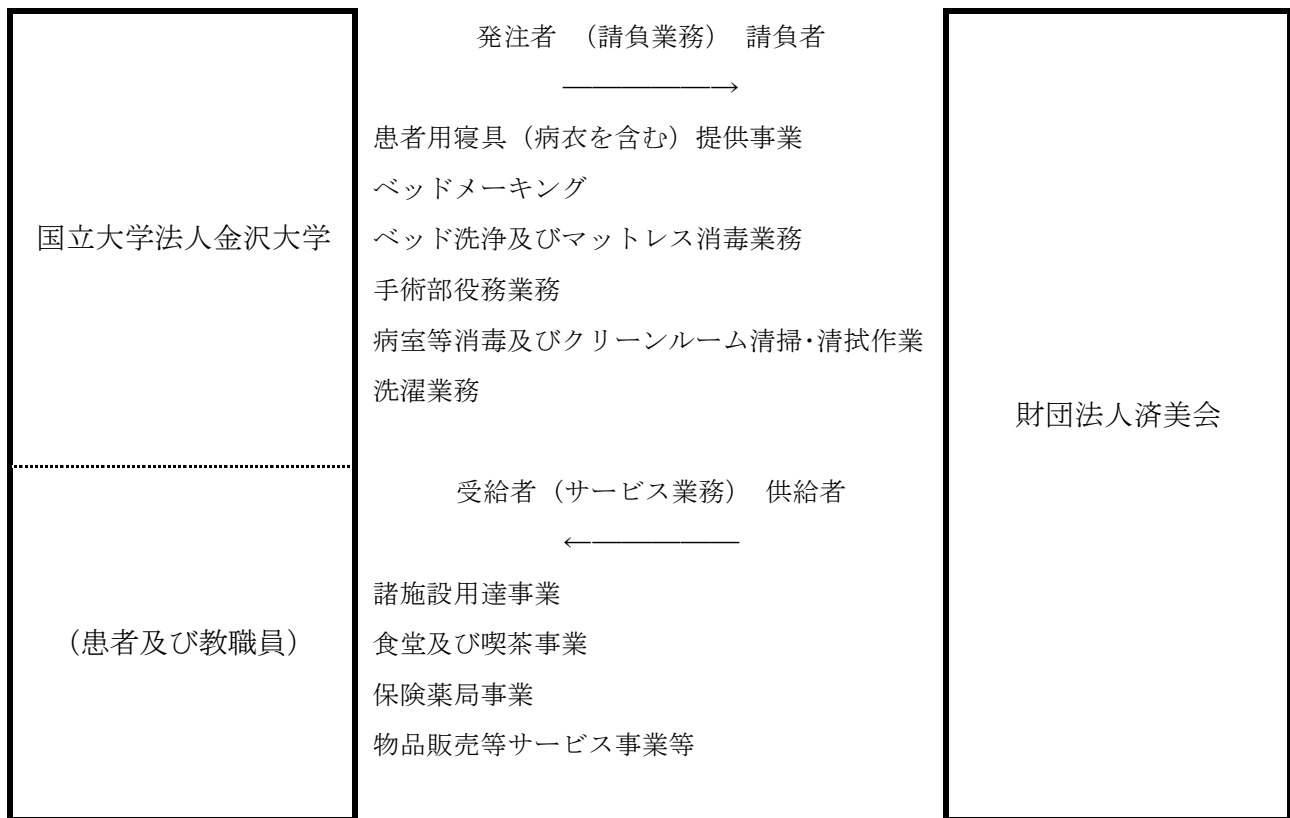 発注者 （請負業務） 請負者
―――――→
患者用寝具（病衣を含む）提供事業
ベッドメーキング
国立大学法人金沢大学
ベッド洗浄及びマットレス消毒業務
手術部役務業務
病室等消毒及びクリーンルーム清掃・清拭作業
洗濯業務
財団法人済美会
受給者（サービス業務） 供給者
←―――――
諸施設用達事業
（患者及び教職員）
食堂及び喫茶事業
保険薬局事業
物品販売等サービス事業等